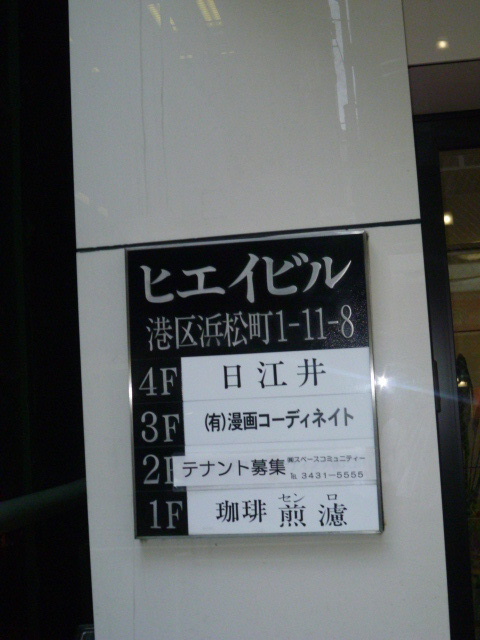 ヒエイビル
港区浜松町1-11-8
4F 日江井
3F (有)漫画コーディネイト
2F テナント募集 ㈱スペースコミュニティー ℡ 3431-5555
1F 珈琲 煎濾 センロ